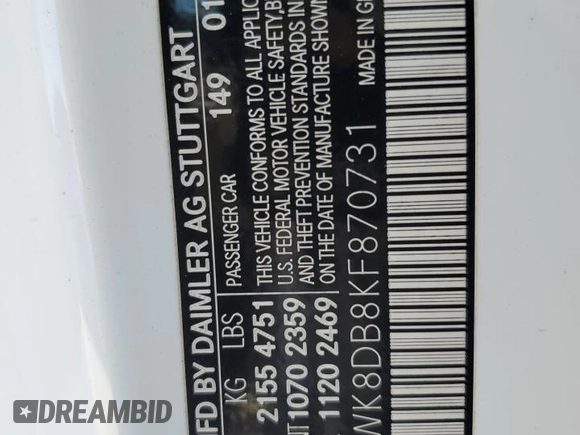 MFD BY DAIMLER AG STUTTGART
149 01
KG LBS PASSENGER CAR
2155 4751
1070 2359
1120 2469
THIS VEHICLE CONFORMS TO ALL
U.S. FEDERAL MOTOR VEHICLE SAFETY,
AND THEFT PREVENTION STANDARDS IN
ON THE DATE OF MANUFACTURE SHOWN
WK8DB8KF870731
MADE IN
DREAMBID